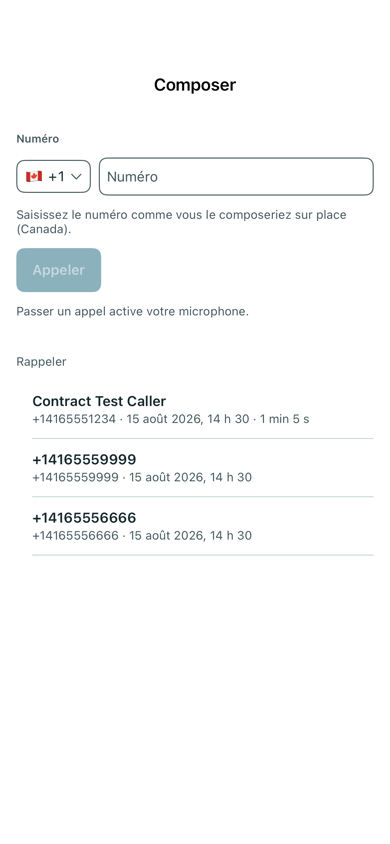 Composer
Numéro
+1
Numéro
Saisissez le numéro comme vous le composeriez sur place
(Canada).
Appeler
Passer un appel active votre microphone.
Rappeler
Contract Test Caller
+14165551234 · 15 août 2026, 14 h 30 · 1 min 5 s
+14165559999
+14165559999 · 15 août 2026, 14 h 30
+14165556666
+14165556666 · 15 août 2026, 14 h 30